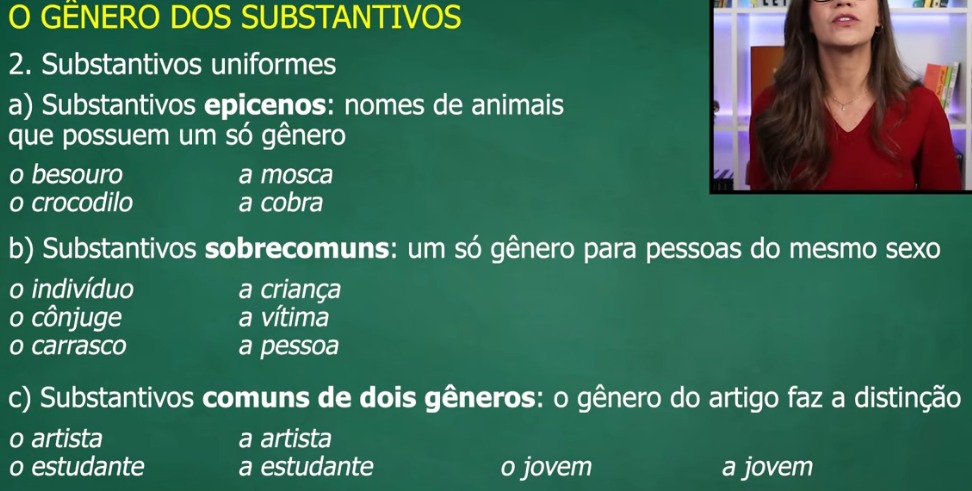 O GÊNERO DOS SUBSTANTIVOS
2. Substantivos uniformes
a) Substantivos epicenos: nomes de animais
que possuem um só gênero
o besouro a mosca
o crocodilo a cobra
b) Substantivos sobrecomuns: um só gênero para pessoas do mesmo sexo
o indivíduo a criança
o cônjuge a vítima
o carrasco a pessoa
c) Substantivos comuns de dois gêneros: o gênero do artigo faz a distinção
o artista a artista
o estudante a estudante o jovem a jovem